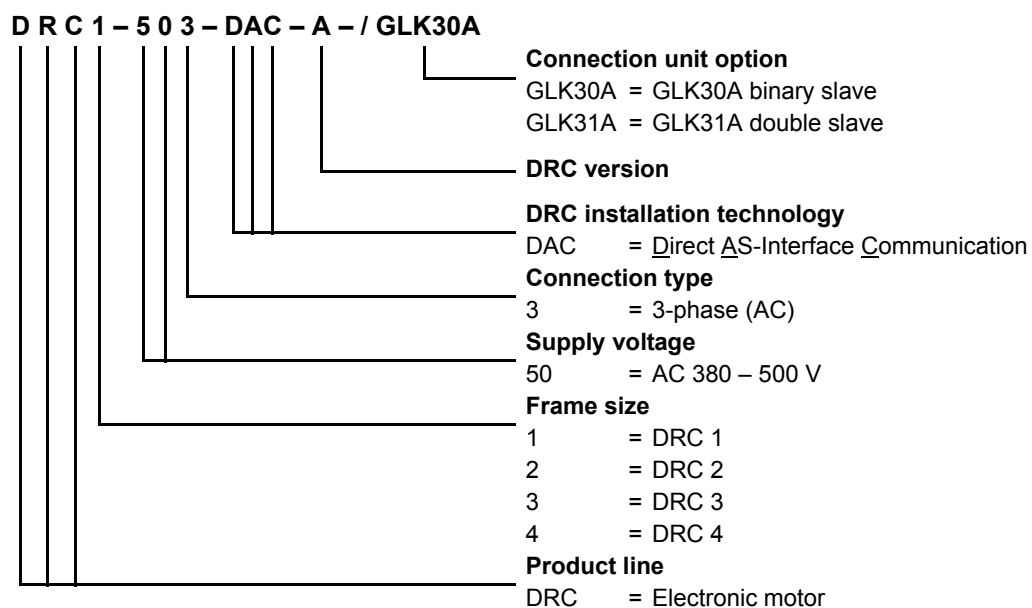 D R C 1 – 5 0 3 – DAC – A – / GLK30A
Connection unit option
GLK30A = GLK30A binary slave
GLK31A = GLK31A double slave
DRC version
DRC installation technology
DAC = Direct AS-Interface Communication
Connection type
3 = 3-phase (AC)
Supply voltage
50 = AC 380 – 500 V
Frame size
1 = DRC 1
2 = DRC 2
3 = DRC 3
4 = DRC 4
Product line
DRC = Electronic motor